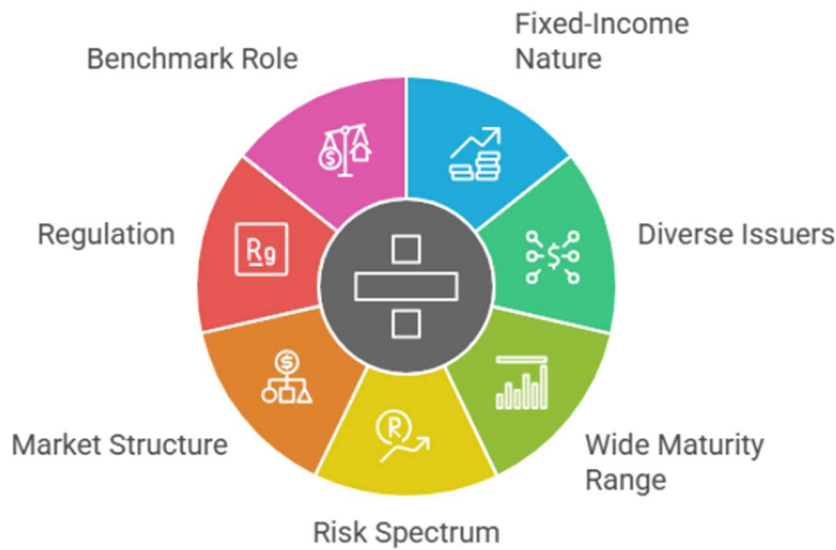 Fixed-Income
Nature
Benchmark Role
Regulation
Diverse Issuers
Rg
$
$
$
R
Market Structure
Wide Maturity
Range
Risk Spectrum